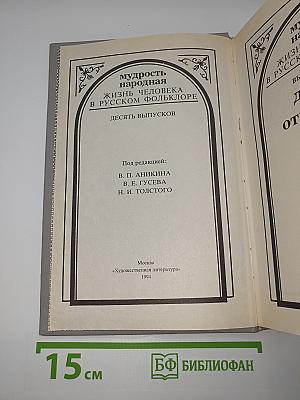 мудрость
народная
ЖИЗНЬ ЧЕЛОВЕКА
В РУССКОМ ФОЛЬКЛОРЕ
ДЕСЯТЬ ВЫПУСКОВ
Под редакцией:
В. П. АНИКИНА
В. Е. ГУСЕВА
Н. И. ТОЛСТОГО
Москва
«Художественная литература»
1994
15 см
БФ БИБЛИОФАН